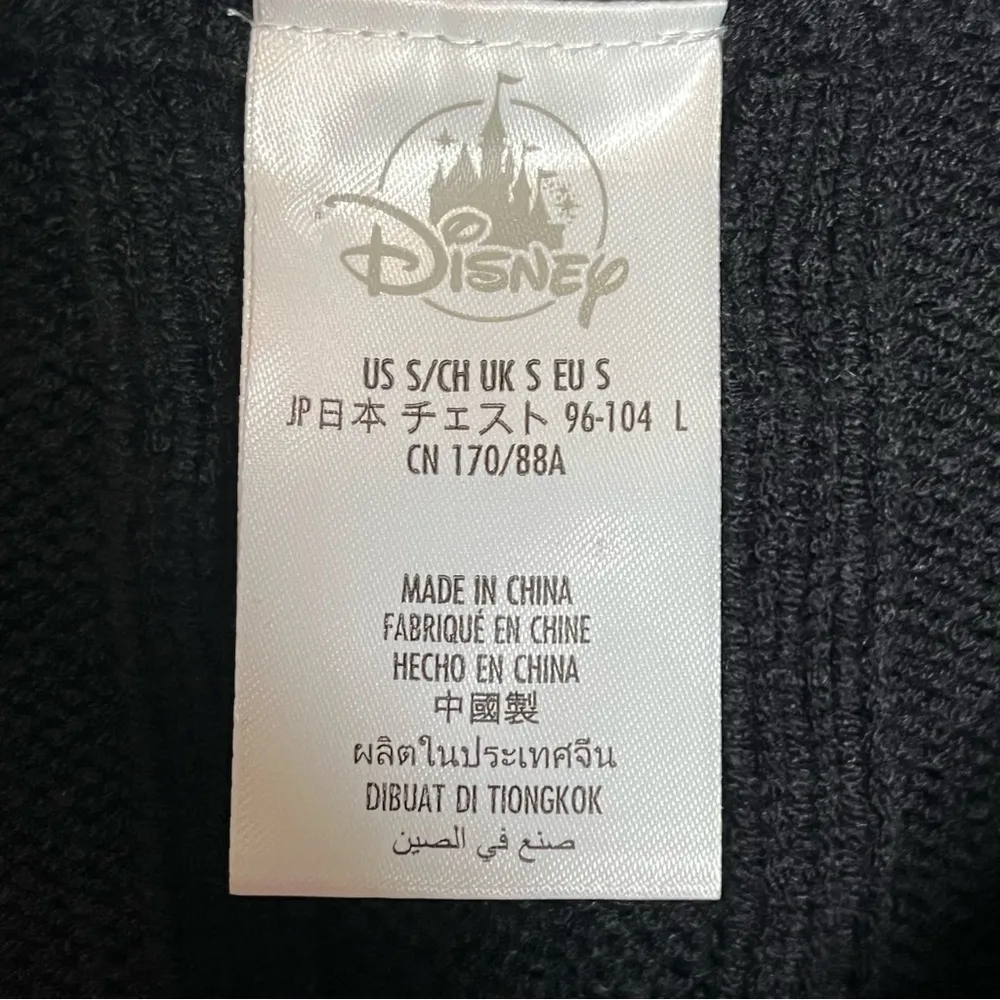 Disney
US S/CH UK S EU S
JP日本 チェスト 96-104 L
CN 170/88A
MADE IN CHINA
FABRIQUÉ EN CHINE
HECHO EN CHINA
中國製
ผลิตในประเทศจีน
DIBUAT DI TIONGKOK
صنع في الصين